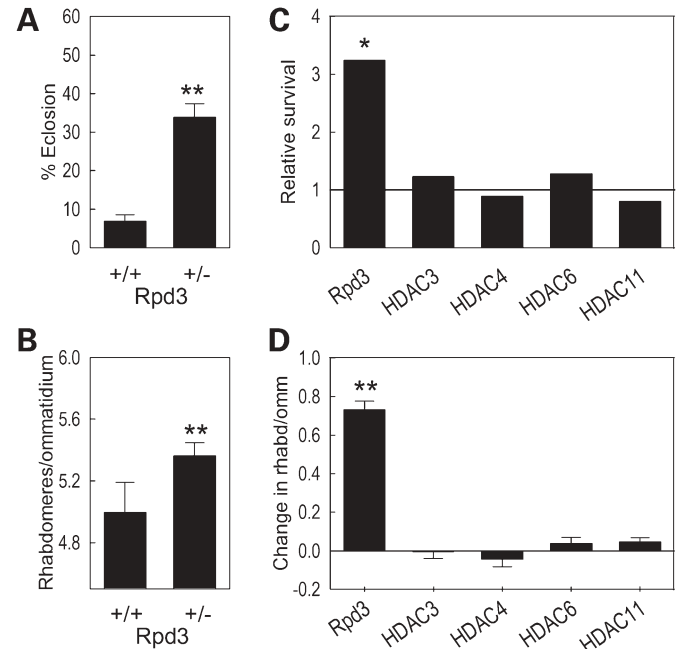 A
60
50
40
30
20
10
0
% Eclosion
**
+/+ +/-
Rpd3
C
4
3
2
1
0
Relative survival
*
Rpd3 HDAC3 HDAC4 HDAC6 HDAC11
B
6.0
5.6
5.2
4.8
Rhabdomeres/ommatidium
**
+/+ +/-
Rpd3
D
1.0
0.8
0.6
0.4
0.2
0.0
-0.2
Change in rhabd/omm
**
Rpd3 HDAC3 HDAC4 HDAC6 HDAC11